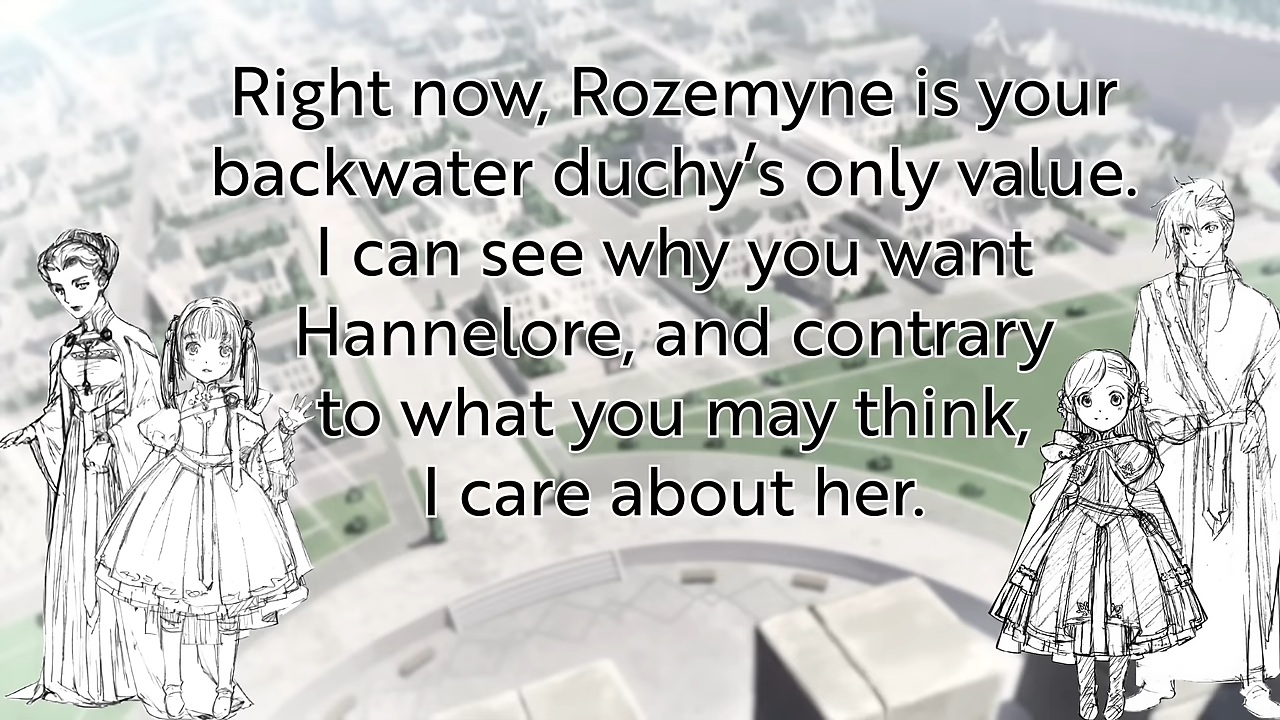 Right now, Rozemyne is your
backwater duchy’s only value.
I can see why you want
Hannelore, and contrary
to what you may think,
I care about her.